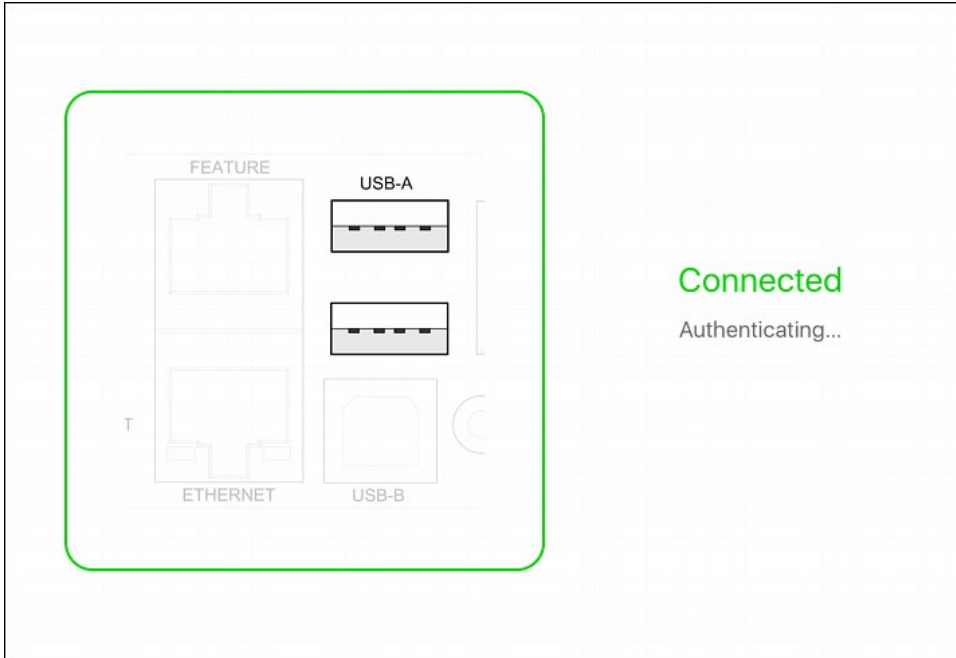 FEATURE
USB-A
Connected
Authenticating...
T
ETHERNET
USB-B